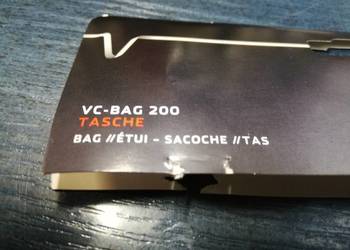 VC-BAG 200
TASCHE
BAG //ÉTUI - SACOCHE //TAS